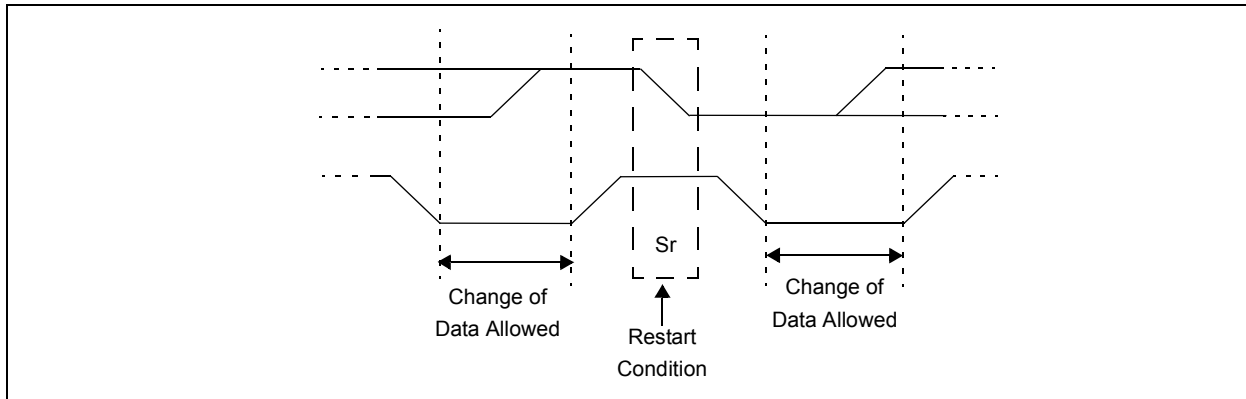 Sr
Change of
Data Allowed
Change of
Data Allowed
Restart
Condition